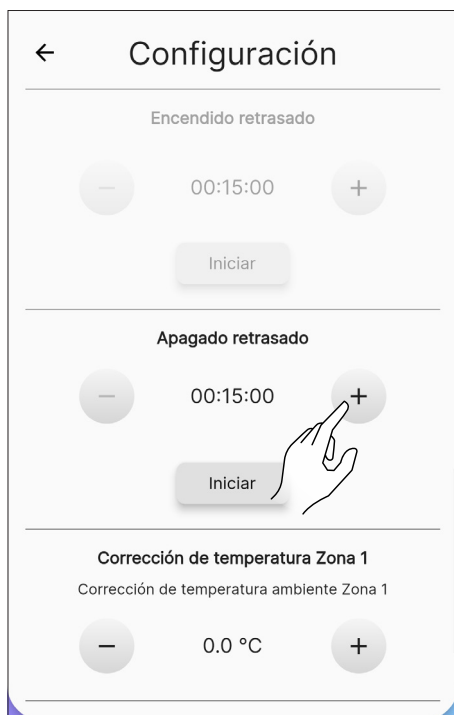 Configuración
Encendido retrasado
− 00:15:00 +
Iniciar
Apagado retrasado
− 00:15:00 +
Iniciar
Corrección de temperatura Zona 1
Corrección de temperatura ambiente Zona 1
− 0.0 °C +